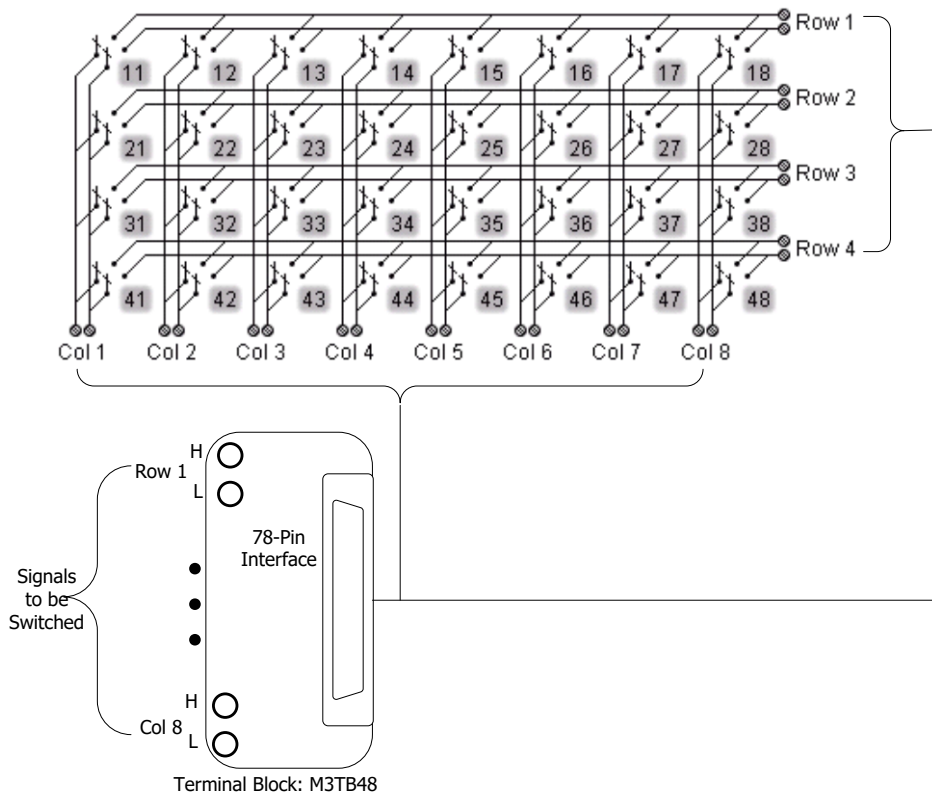 Row 1
11 12 13 14 15 16 17 18
Row 2
21 22 23 24 25 26 27 28
Row 3
31 32 33 34 35 36 37 38
Row 4
41 42 43 44 45 46 47 48
Col 1 Col 2 Col 3 Col 4 Col 5 Col 6 Col 7 Col 8
H
Row 1
L
78-Pin
Interface
Signals
to be
Switched
H
Col 8
L
Terminal Block: M3TB48